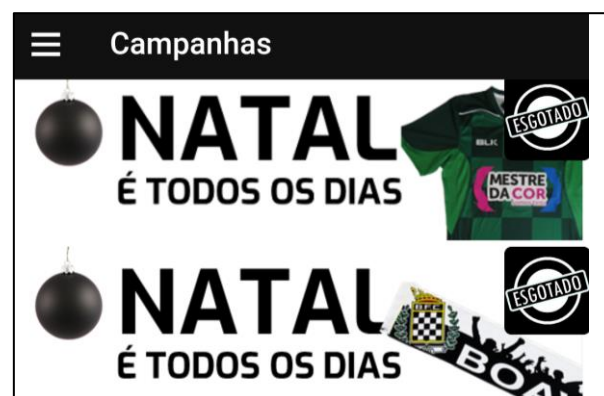 Campanhas
NATAL
É TODOS OS DIAS
BLK
MESTRE
DA COR
ESGOTADO
NATAL
É TODOS OS DIAS
B.F.C.
BOA
ESGOTADO